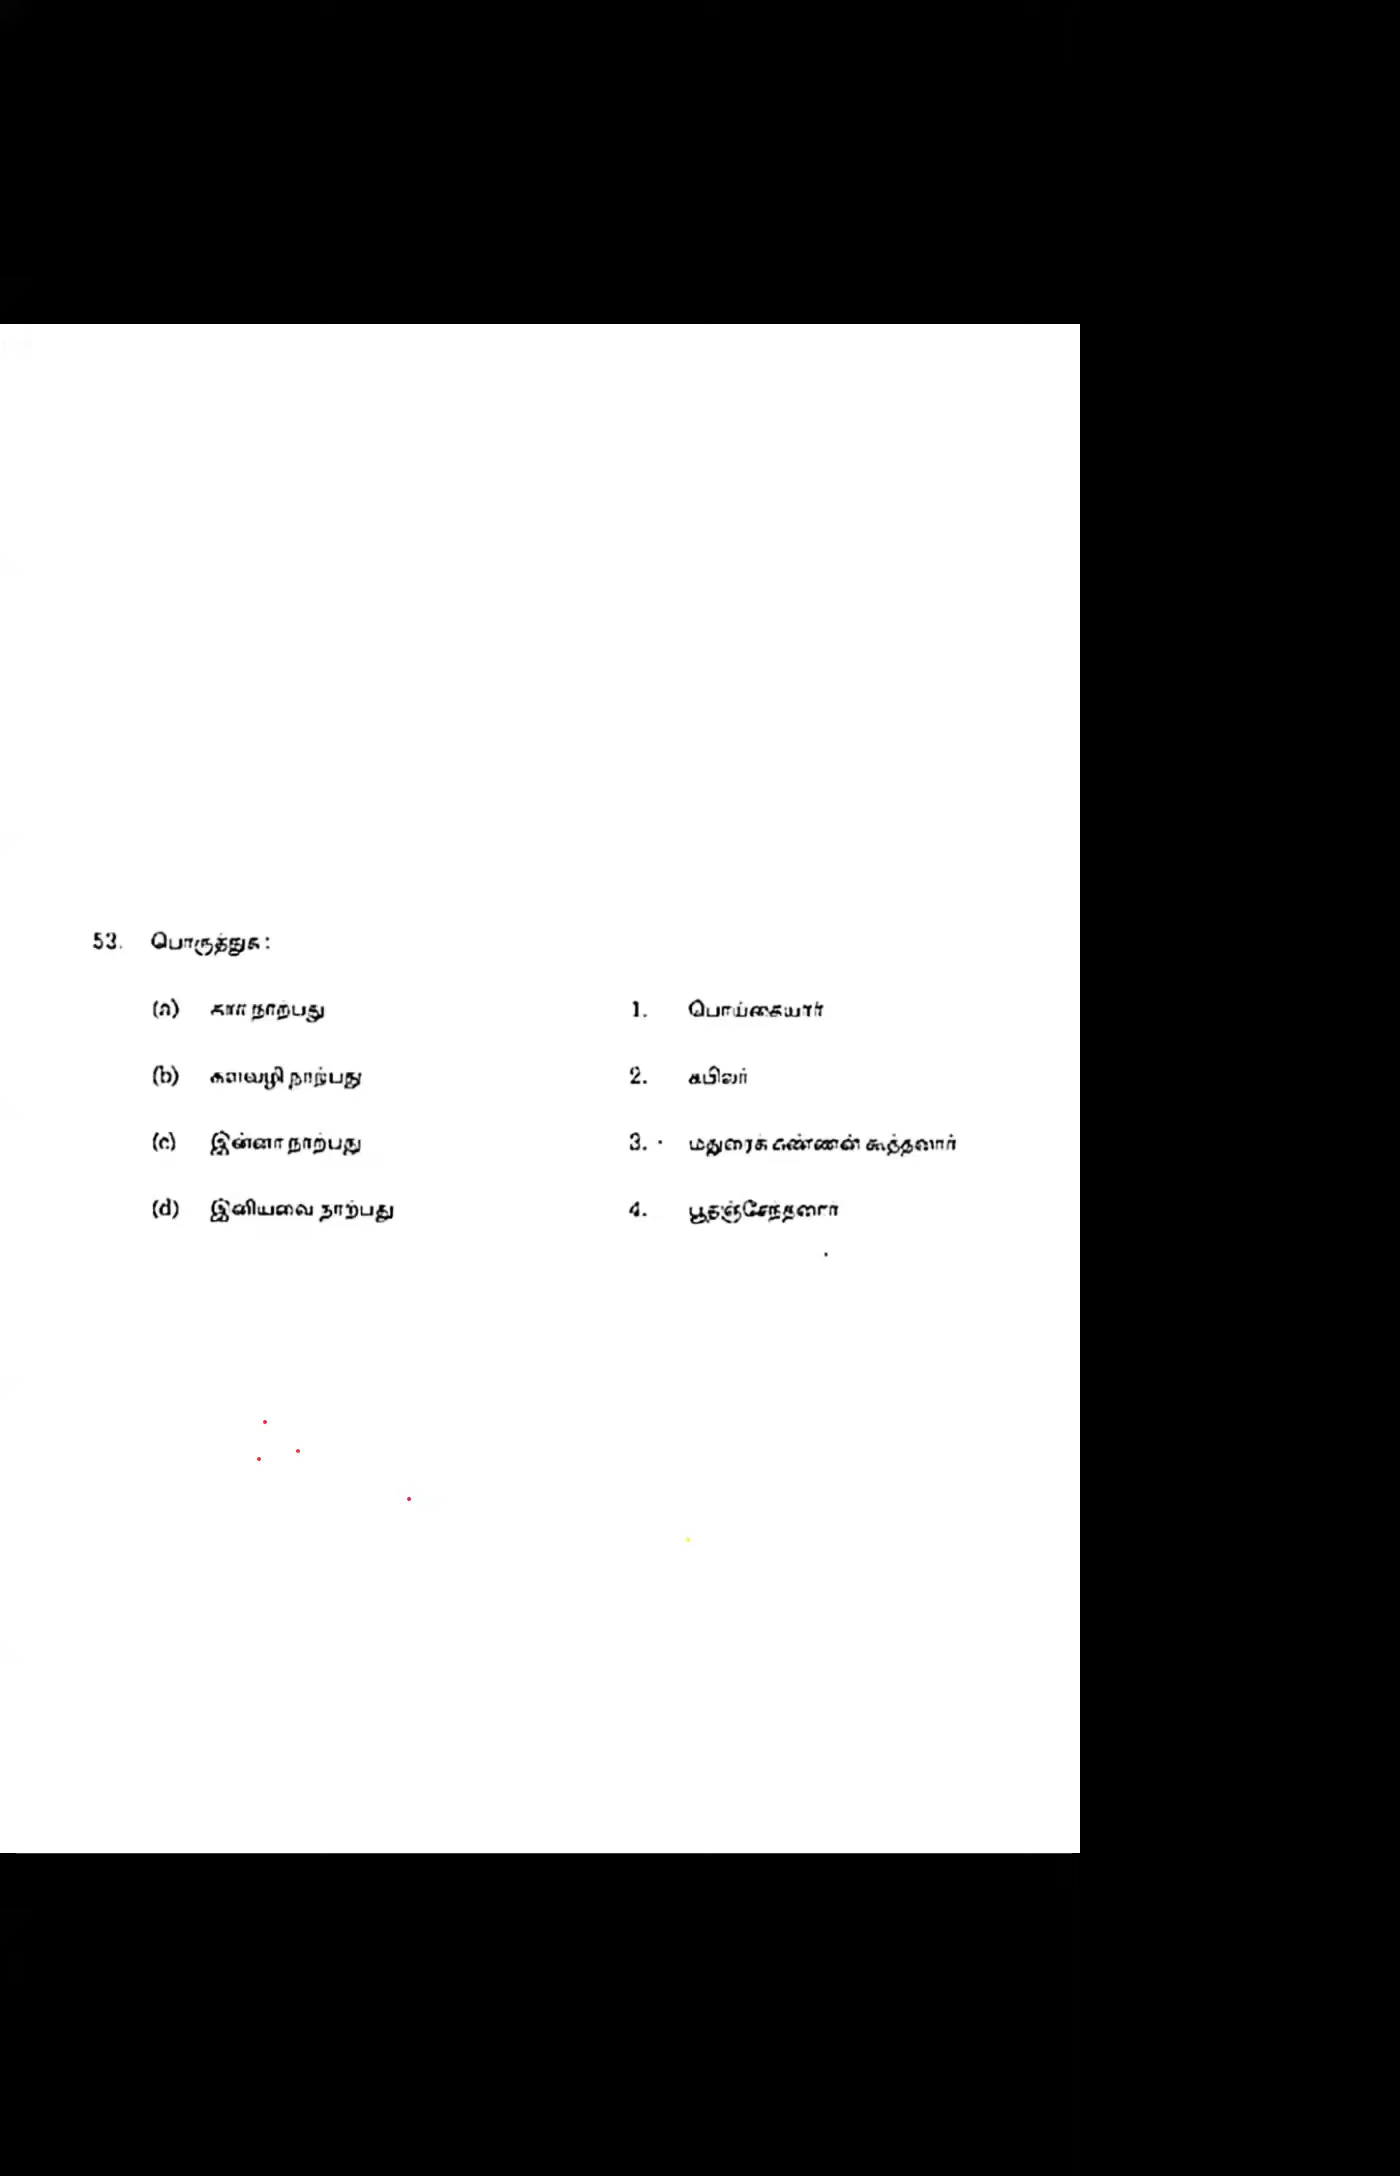 53. பொருத்துக :
(a) கார் நாற்பது 1. பொய்கையார்
(b) களவழி நாற்பது 2. கபிலர்
(c) இன்னா நாற்பது 3. மதுரைக் கண்ணன் கூத்தனார்
(d) இனியவை நாற்பது 4. பூதஞ்சேந்தனார்